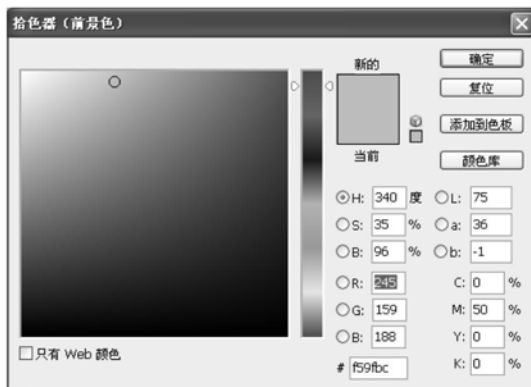 拾色器（前景色）
新的
当前
确定
复位
添加到色板
颜色库
H: 340 度
S: 35 %
B: 96 %
R: 245
G: 159
B: 188
# f59fbc
L: 75
a: 36
b: -1
C: 0 %
M: 50 %
Y: 0 %
K: 0 %
只有 Web 颜色